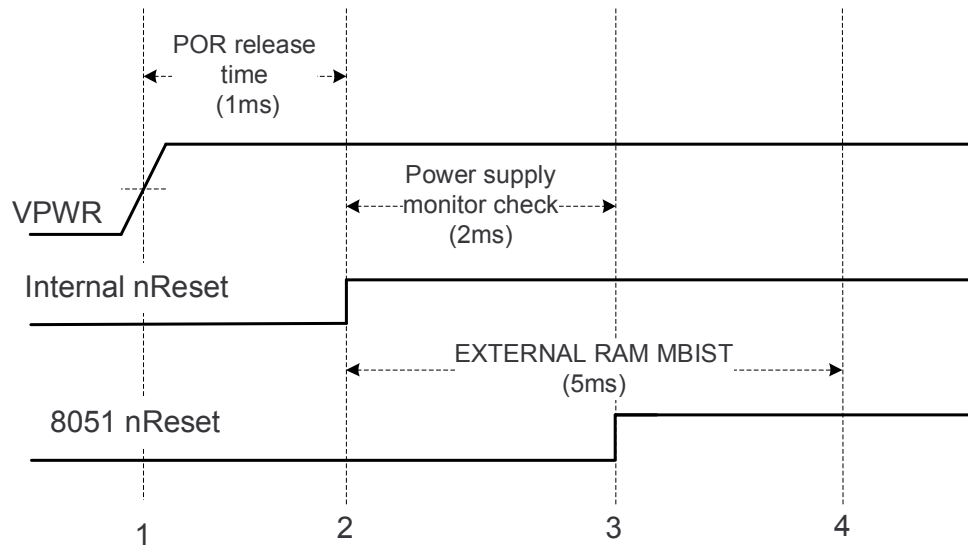 POR release
time
(1ms)
Power supply
monitor check
(2ms)
VPWR
Internal nReset
EXTERNAL RAM MBIST
(5ms)
8051 nReset
1
2
3
4